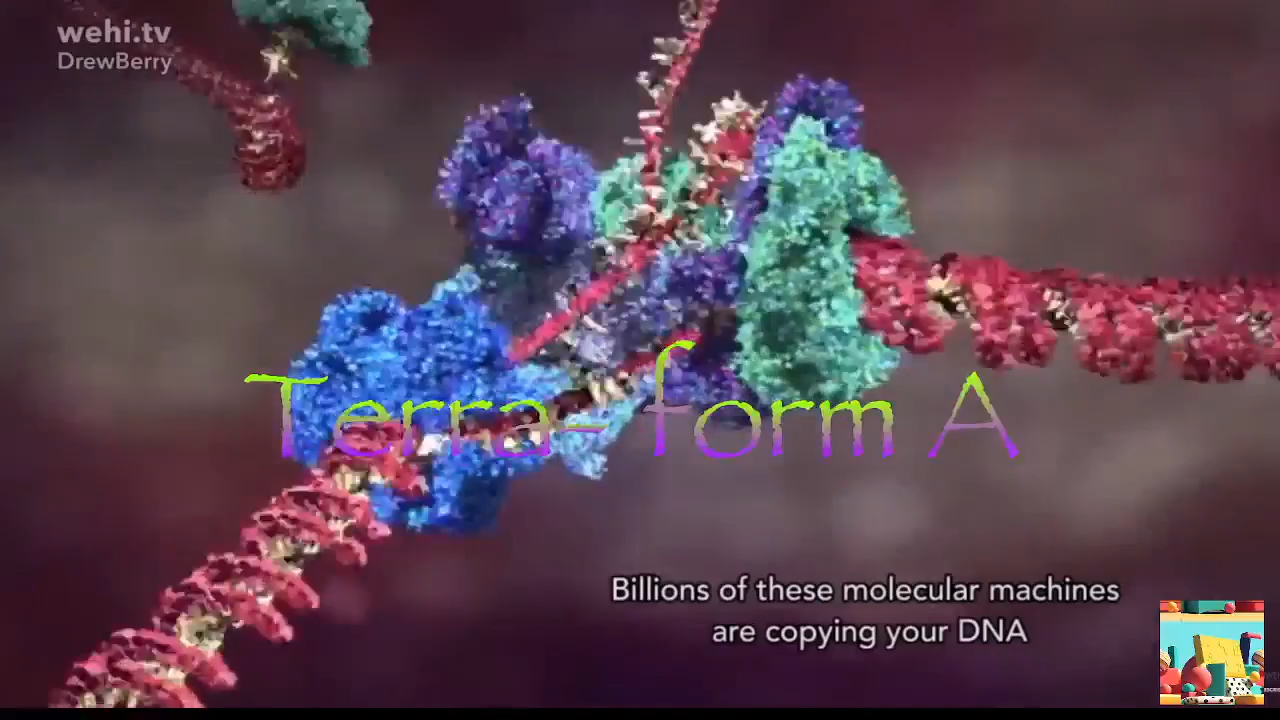 wehi.tv
DrewBerry
Terra- form A
Billions of these molecular machines
are copying your DNA